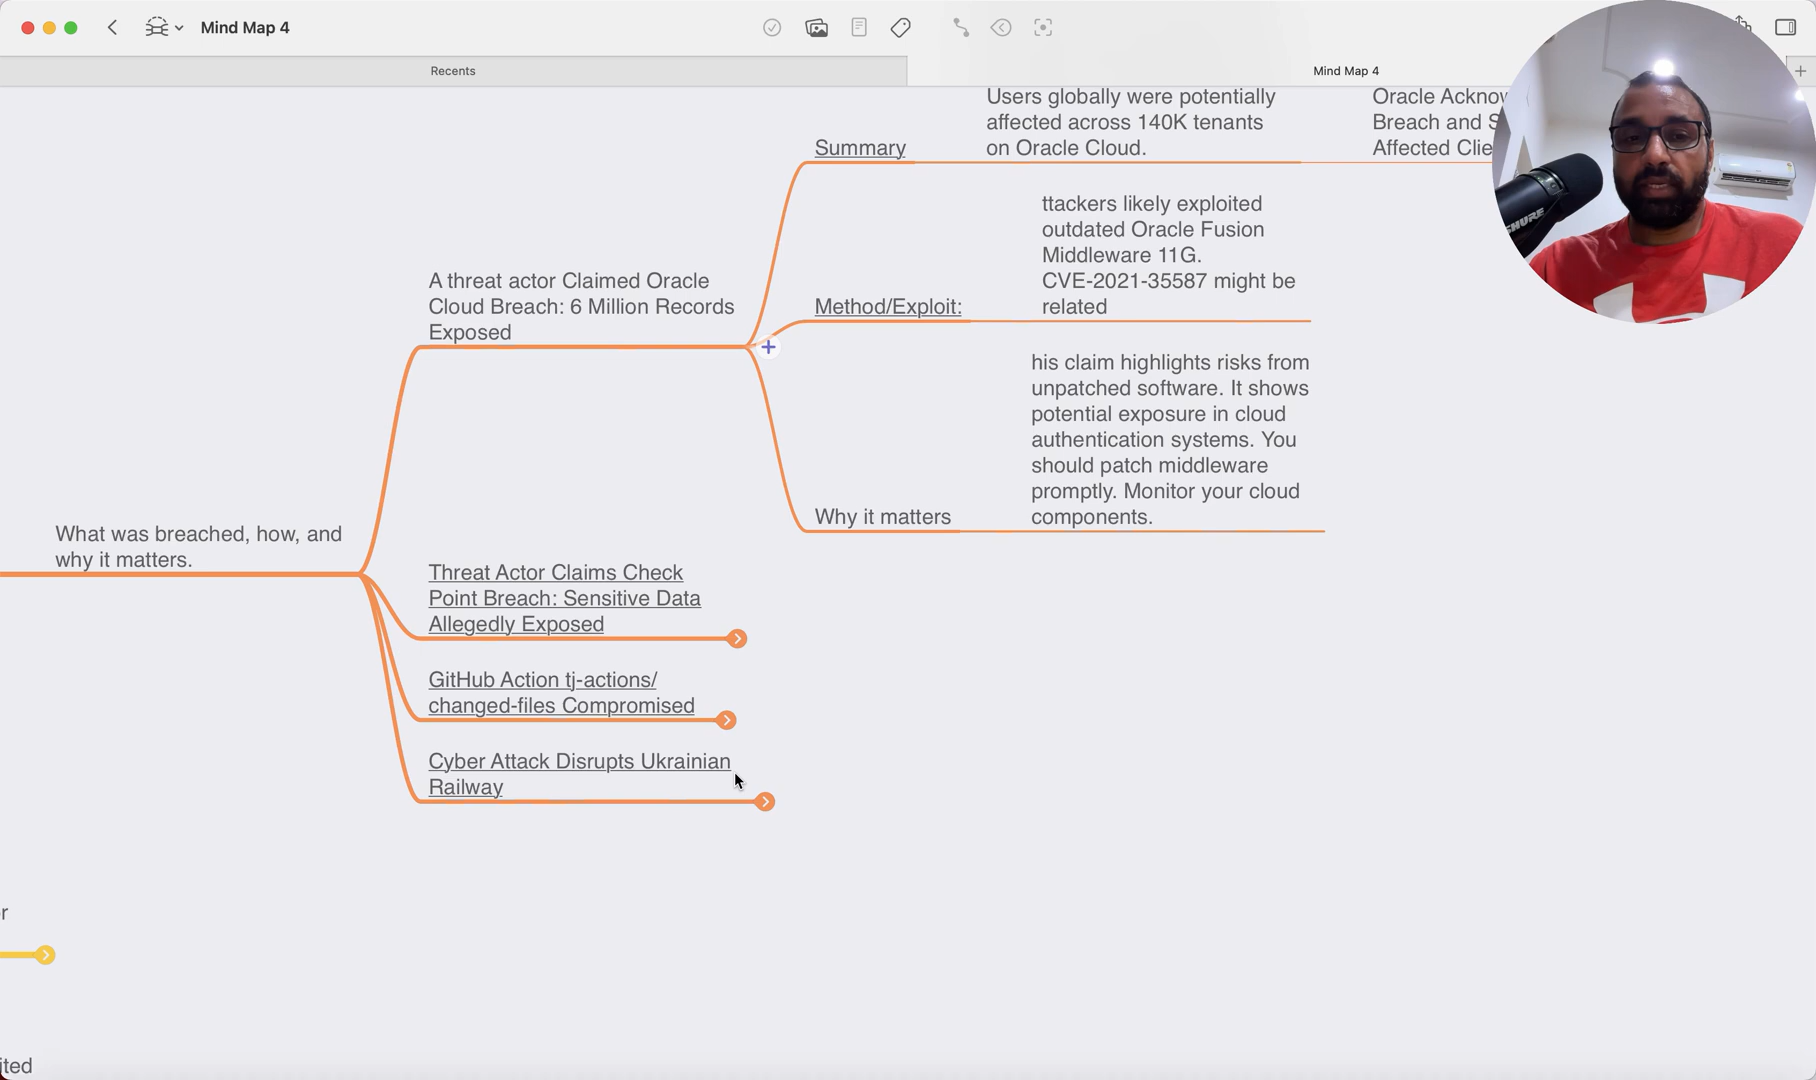 Mind Map 4
Recents
Mind Map 4
Users globally were potentially
affected across 140K tenants
on Oracle Cloud.
Summary
Breach and S
Affected Clie
ttackers likely exploited
outdated Oracle Fusion
Middleware 11G.
CVE-2021-35587 might be
related
Method/Exploit:
A threat actor Claimed Oracle
Cloud Breach: 6 Million Records
Exposed
his claim highlights risks from
unpatched software. It shows
potential exposure in cloud
authentication systems. You
should patch middleware
promptly. Monitor your cloud
components.
Why it matters
What was breached, how, and
why it matters.
Threat Actor Claims Check
Point Breach: Sensitive Data
Allegedly Exposed
GitHub Action tj-actions/
changed-files Compromised
Cyber Attack Disrupts Ukrainian
Railway
r
ited
SHURE